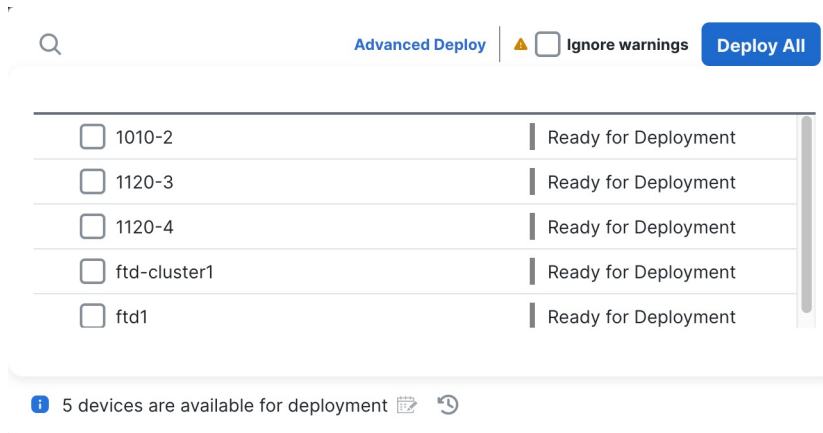 Advanced Deploy Ignore warnings Deploy All
1010-2 Ready for Deployment
1120-3 Ready for Deployment
1120-4 Ready for Deployment
ftd-cluster1 Ready for Deployment
ftd1 Ready for Deployment
5 devices are available for deployment